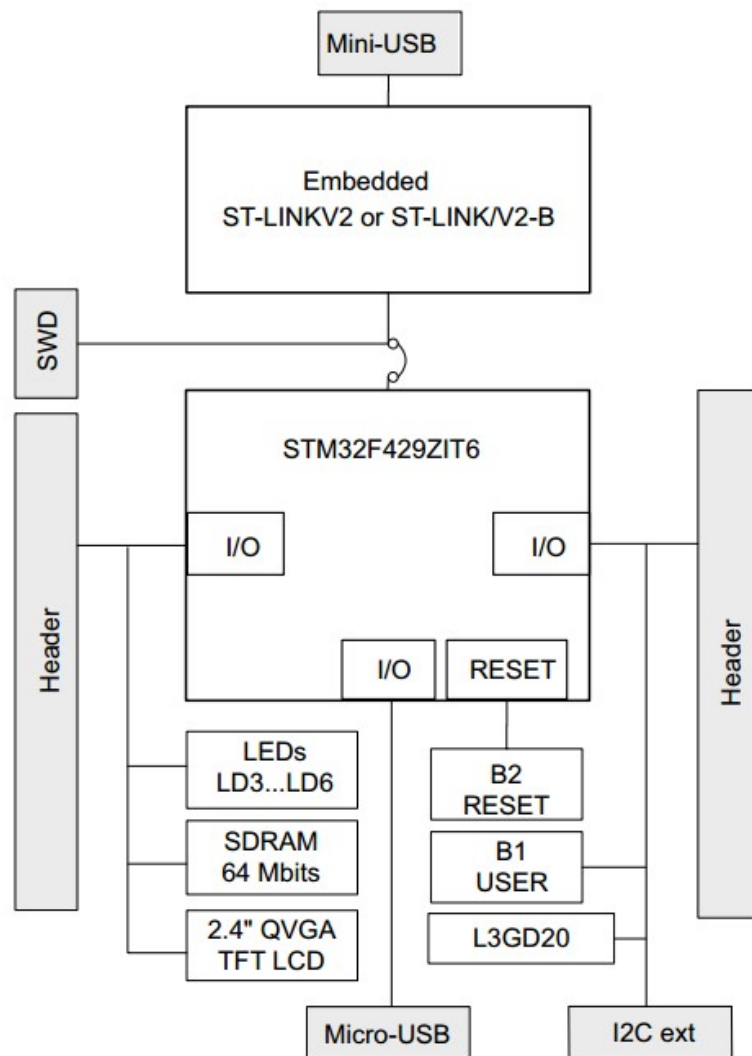 Mini-USB
Embedded
ST-LINKV2 or ST-LINK/V2-B
SWD
STM32F429ZIT6
Header
I/O
I/O
Header
I/O
RESET
LEDs
LD3...LD6
B2
RESET
SDRAM
64 Mbits
B1
USER
2.4" QVGA
TFT LCD
L3GD20
Micro-USB
I2C ext